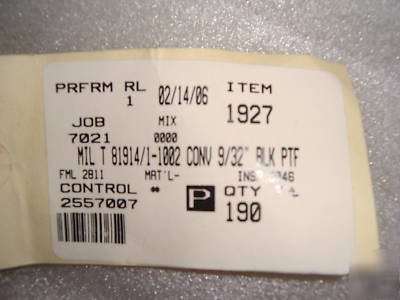 PRFRM RL 02/14/06 ITEM
1 1927
JOB MIX
7021 0000
MIL T 81914/1-1002 CONV 9/32" BLK PTF
FML 2811 MAT'L-
CONTROL # P QTY
2557007 190